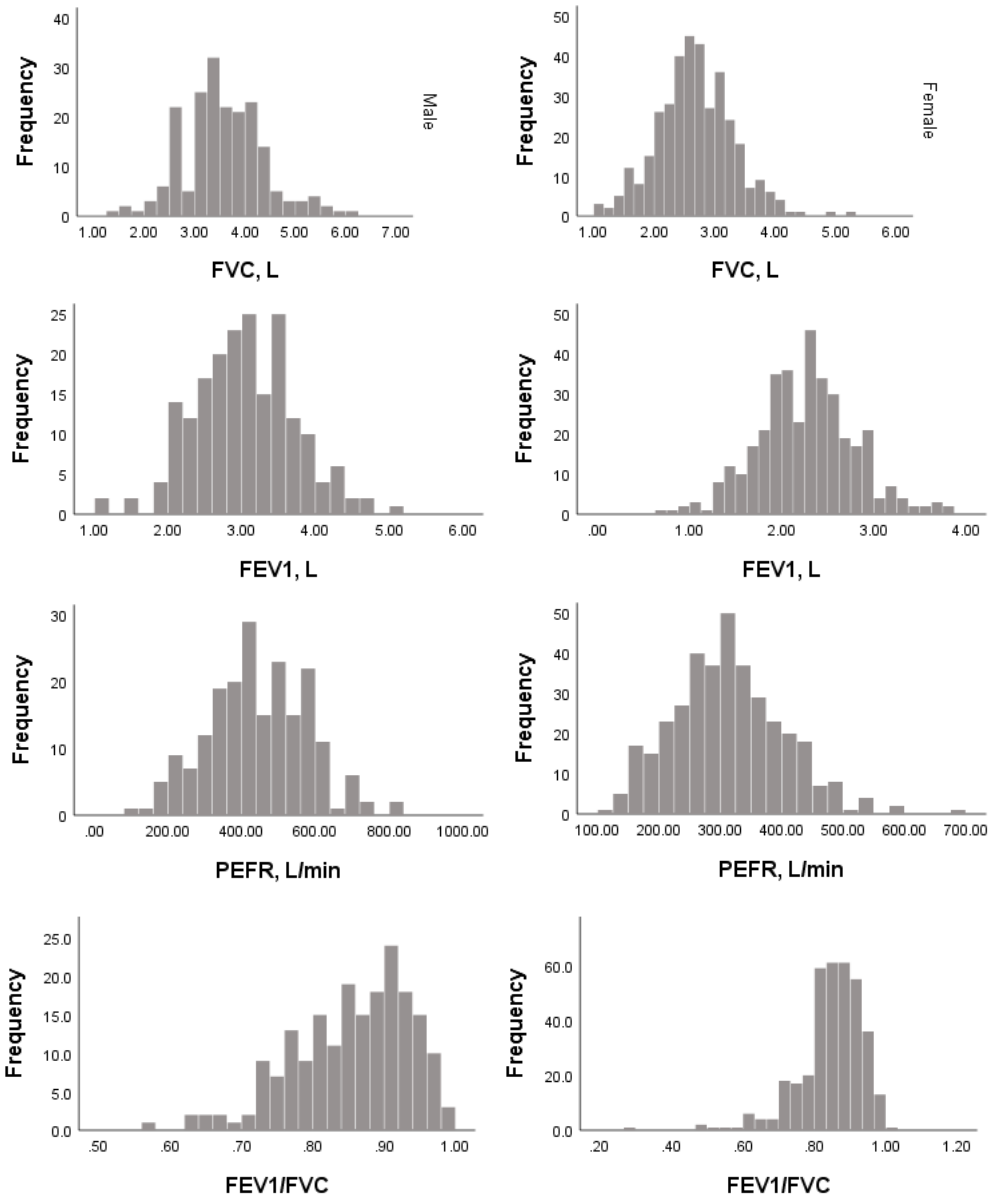 40
30
20
10
0
Frequency
Male
1.00 2.00 3.00 4.00 5.00 6.00 7.00
FVC, L
50
40
30
20
10
0
Frequency
Female
1.00 2.00 3.00 4.00 5.00 6.00
FVC, L
25
20
15
10
5
0
Frequency
1.00 2.00 3.00 4.00 5.00 6.00
FEV1, L
50
40
30
20
10
0
Frequency
.00 1.00 2.00 3.00 4.00
FEV1, L
30
20
10
0
Frequency
.00 200.00 400.00 600.00 800.00 1000.00
PEFR, L/min
50
40
30
20
10
0
Frequency
100.00 200.00 300.00 400.00 500.00 600.00 700.00
PEFR, L/min
25.0
20.0
15.0
10.0
5.0
0.0
Frequency
.50 .60 .70 .80 .90 1.00
FEV1/FVC
60.0
40.0
20.0
0.0
Frequency
.20 .40 .60 .80 1.00 1.20
FEV1/FVC